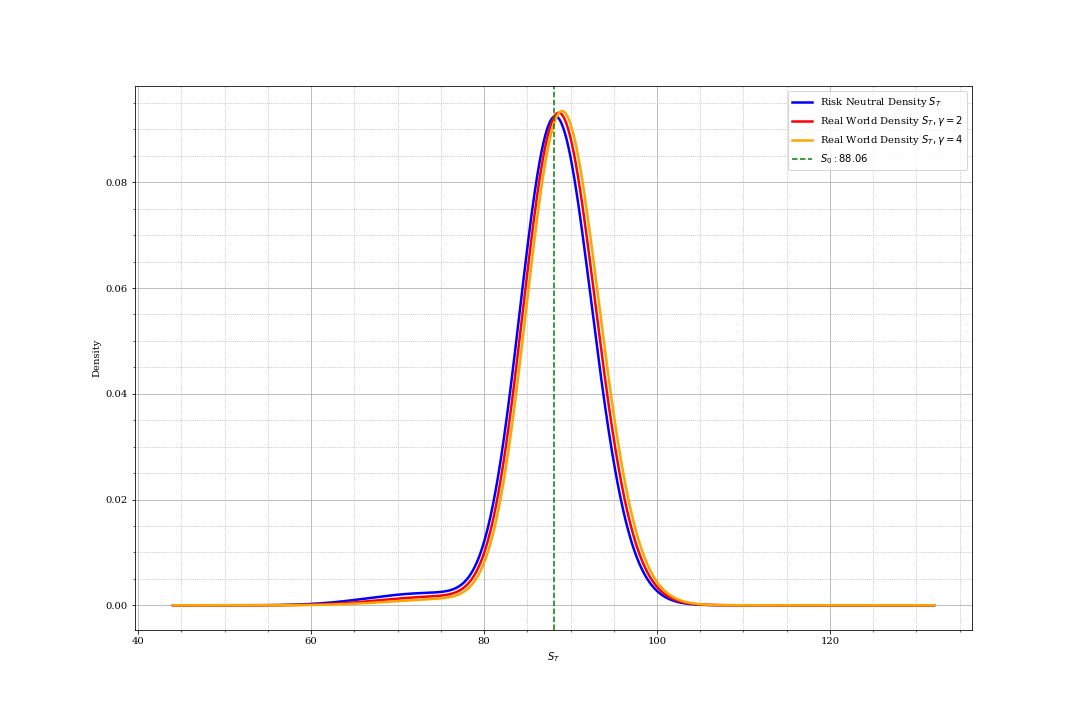 Risk Neutral Density $S_T$
Real World Density $S_T$, γ = 2
Real World Density $S_T$, γ = 4
$S_0$ : 88.06
Density
0.08
0.06
0.04
0.02
0.00
40 60 80 100 120
$S_T$